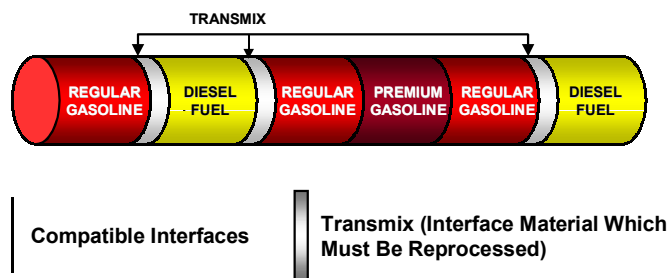 TRANSMIX
REGULAR
GASOLINE
DIESEL
FUEL
REGULAR
GASOLINE
PREMIUM
GASOLINE
REGULAR
GASOLINE
DIESEL
FUEL
Compatible Interfaces
Transmix (Interface Material Which
Must Be Reprocessed)